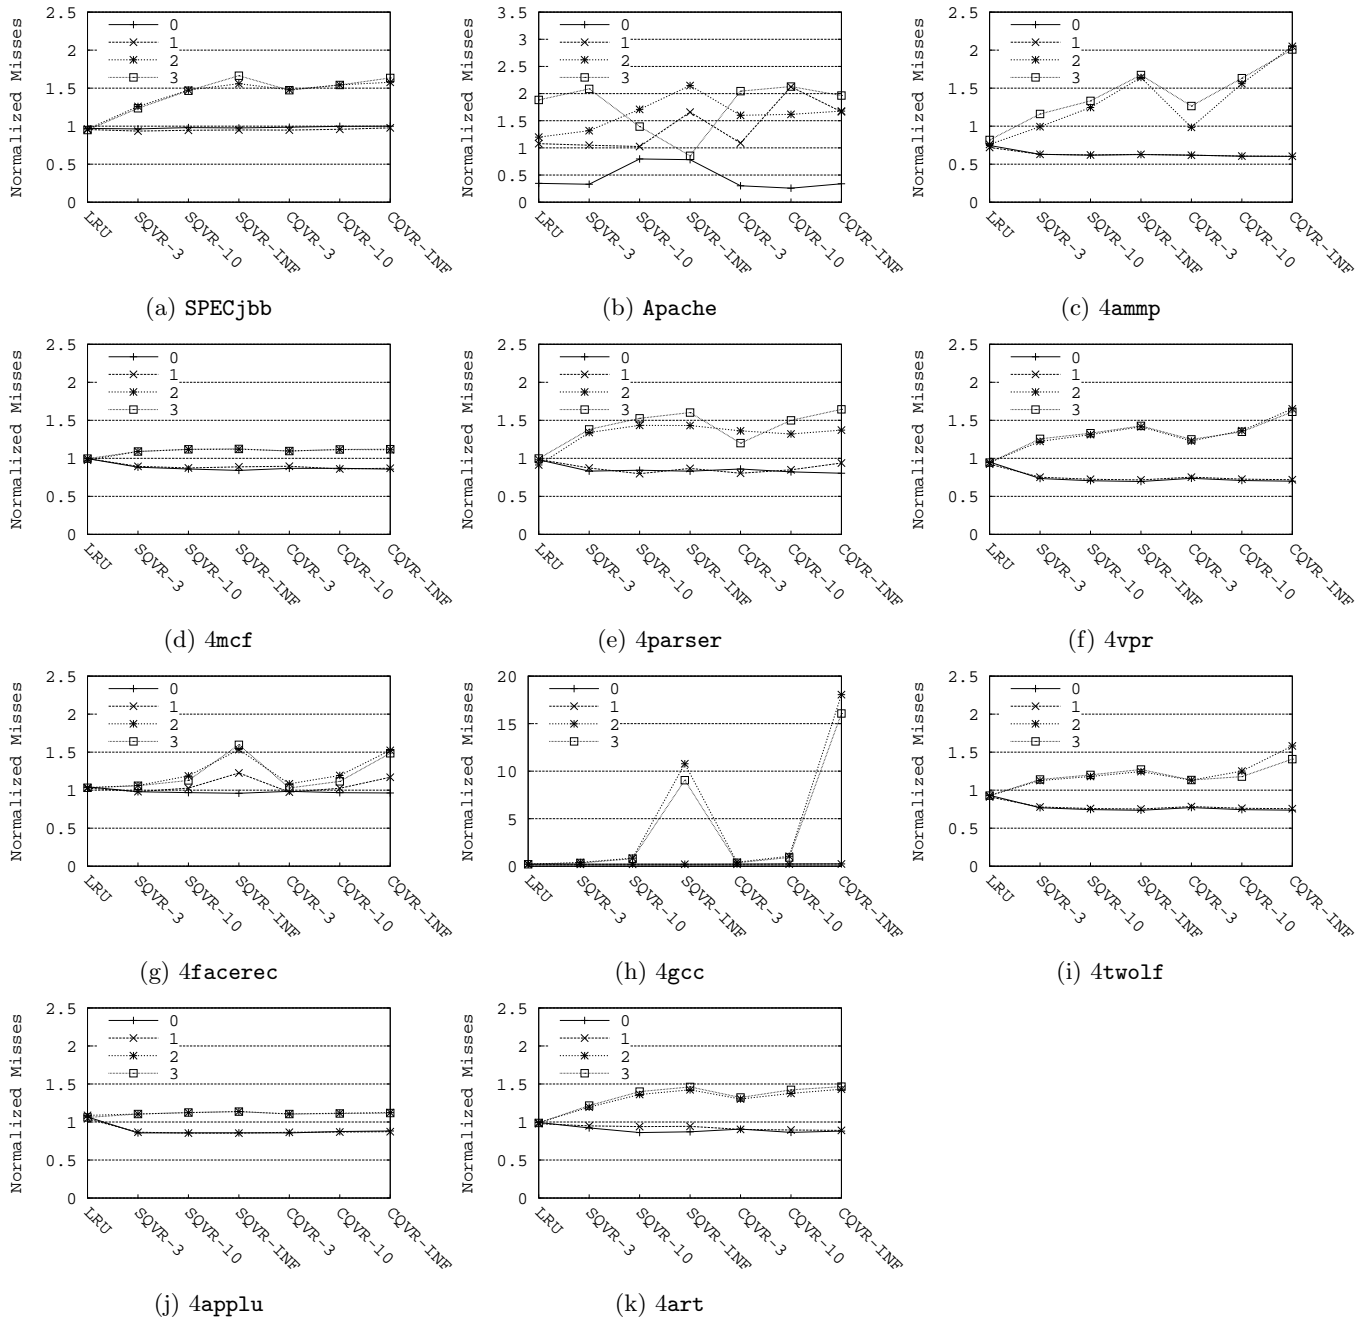 Normalized Misses
2.5
2
1.5
1
0.5
0
0
1
2
3
LRU
SQVR-3
SQVR-10
SQVR-INF
CQVR-3
CQVR-10
CQVR-INF
(a) SPECjbb
Normalized Misses
3.5
3
2.5
2
1.5
1
0.5
0
0
1
2
3
LRU
SQVR-3
SQVR-10
SQVR-INF
CQVR-3
CQVR-10
CQVR-INF
(b) Apache
Normalized Misses
2.5
2
1.5
1
0.5
0
0
1
2
3
LRU
SQVR-3
SQVR-10
SQVR-INF
CQVR-3
CQVR-10
CQVR-INF
(c) 4ammp
Normalized Misses
2.5
2
1.5
1
0.5
0
0
1
2
3
LRU
SQVR-3
SQVR-10
SQVR-INF
CQVR-3
CQVR-10
CQVR-INF
(d) 4mcf
Normalized Misses
2.5
2
1.5
1
0.5
0
0
1
2
3
LRU
SQVR-3
SQVR-10
SQVR-INF
CQVR-3
CQVR-10
CQVR-INF
(e) 4parser
Normalized Misses
2.5
2
1.5
1
0.5
0
0
1
2
3
LRU
SQVR-3
SQVR-10
SQVR-INF
CQVR-3
CQVR-10
CQVR-INF
(f) 4vpr
Normalized Misses
2.5
2
1.5
1
0.5
0
0
1
2
3
LRU
SQVR-3
SQVR-10
SQVR-INF
CQVR-3
CQVR-10
CQVR-INF
(g) 4facerec
Normalized Misses
20
15
10
5
0
0
1
2
3
LRU
SQVR-3
SQVR-10
SQVR-INF
CQVR-3
CQVR-10
CQVR-INF
(h) 4gcc
Normalized Misses
2.5
2
1.5
1
0.5
0
0
1
2
3
LRU
SQVR-3
SQVR-10
SQVR-INF
CQVR-3
CQVR-10
CQVR-INF
(i) 4twolf
Normalized Misses
2.5
2
1.5
1
0.5
0
0
1
2
3
LRU
SQVR-3
SQVR-10
SQVR-INF
CQVR-3
CQVR-10
CQVR-INF
(j) 4applu
Normalized Misses
2.5
2
1.5
1
0.5
0
0
1
2
3
LRU
SQVR-3
SQVR-10
SQVR-INF
CQVR-3
CQVR-10
CQVR-INF
(k) 4art